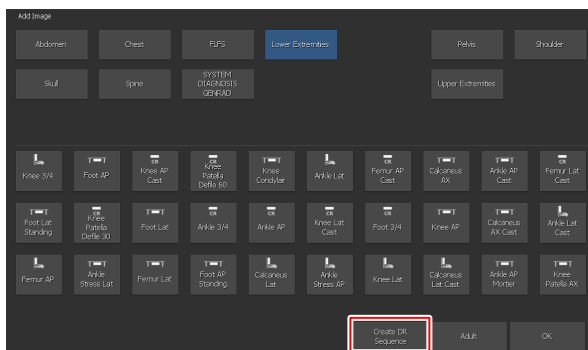 Add Image
Abdomen
Chest
FLFS
Lower Extremities
Pelvis
Shoulder
Skull
Spine
SYSTEM
DIAGNOSIS
GENRAD
Upper Extremities
Knee 3/4
T T
Foot AP
CR
Knee AP
Cast
CR
Knee
Patella
Defile 60
T T
Knee
Condylar
Ankle Lat
CR
Femur AP
Cast
T T
Calcaneus
AX
T T
Ankle AP
Cast
CR
Femur Lat
Cast
T T
Foot Lat
Standing
CR
Knee
Patella
Defile 30
T T
Foot Lat
CR
Ankle 3/4
CR
Ankle AP
CR
Knee Lat
Cast
CR
Foot 3/4
T T
Knee AP
T T
Calcaneus
AX Cast
Ankle Lat
Cast
Femur AP
T T
Ankle
Stress Lat
T T
Femur Lat
T T
Foot AP
Standing
Calcaneus
Lat
Ankle
Stress AP
Knee Lat
Calcaneus
Lat Cast
T T
Ankle AP
Morter
T T
Knee
Patella AX
Create DR
Sequence
Adult
OK